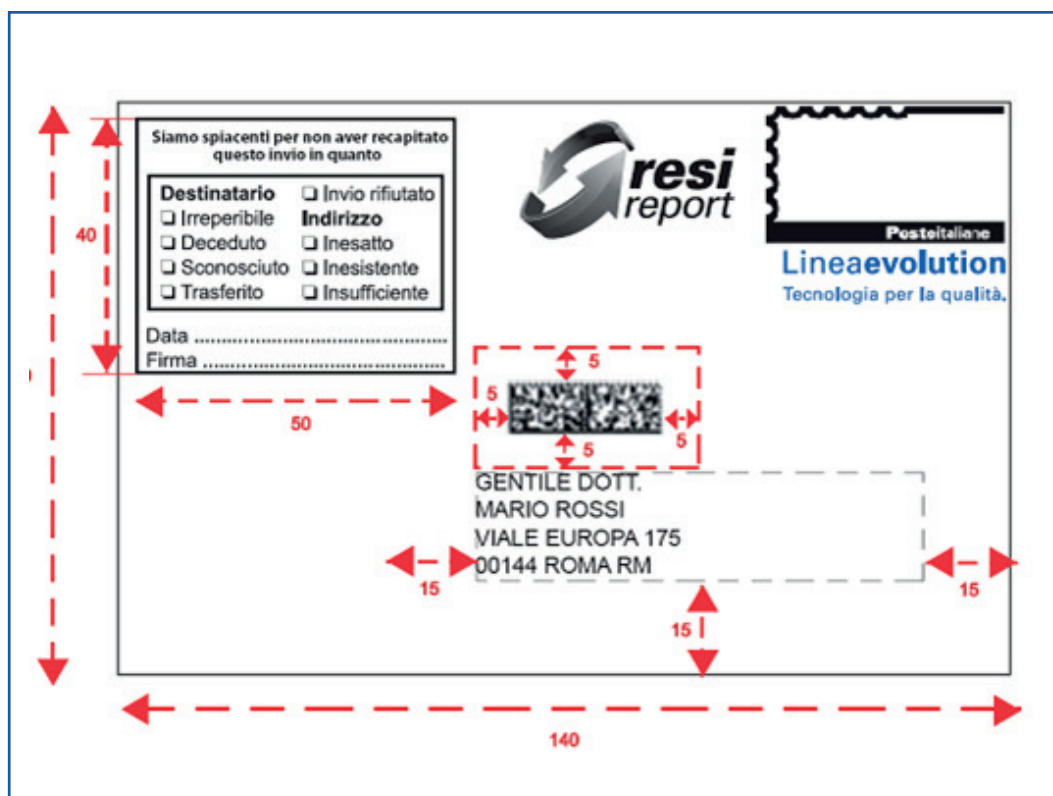 Siamo spiacenti per non aver recapitato
questo invio in quanto
Destinatario
❏ Irreperibile
❏ Deceduto
❏ Sconosciuto
❏ Trasferito
❏ Invio rifiutato
Indirizzo
❏ Inesatto
❏ Inesistente
❏ Insufficiente
Data ..........................................
Firma ........................................
40
50
resi
report
Posteitaliane
Lineaevolution
Tecnologia per la qualità.
5
5
5
5
GENTILE DOTT.
MARIO ROSSI
VIALE EUROPA 175
00144 ROMA RM
15
15
15
140